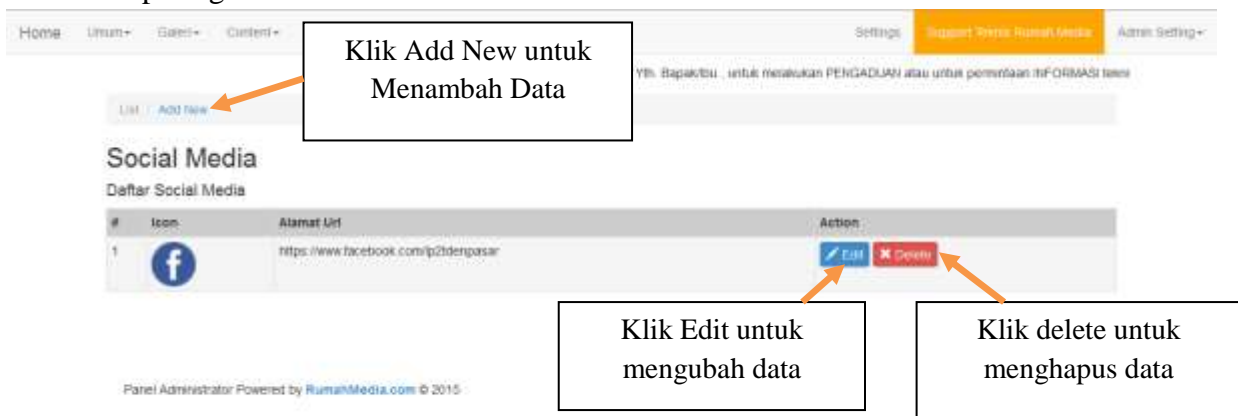 Home Umum Galeri Content Settings Support Teknis Rumah Media Admin Setting
Klik Add New untuk
Menambah Data
Yth. Bapak/Ibu , untuk melakukan PENGADUAN atau untuk permintaan INFORMASI
List / Add New
Social Media
Daftar Social Media
# Icon Alamat Url Action
1 https://www.facebook.com/lp2tdenpasar Edit Delete
Klik Edit untuk
mengubah data
Klik delete untuk
menghapus data
Panel Administrator Powered by RumahMedia.com © 2015